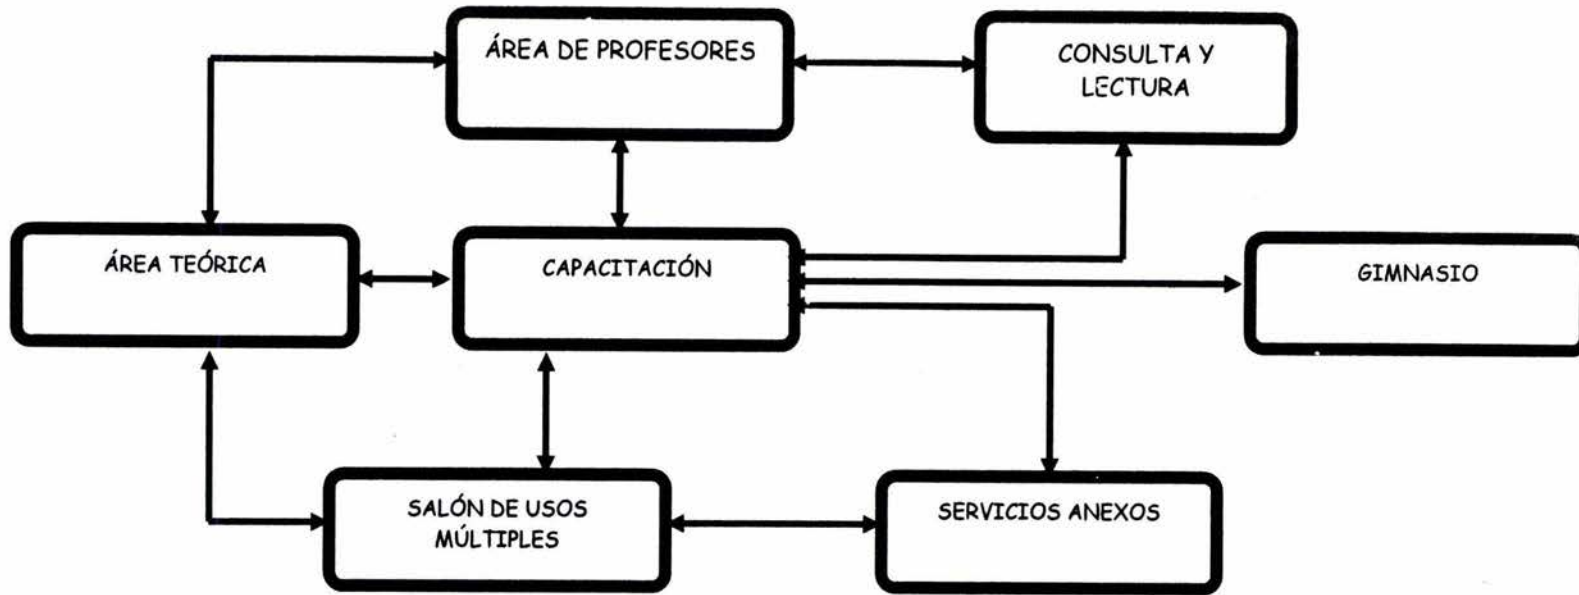 ÁREA DE PROFESORES
CONSULTA Y
LECTURA
ÁREA TEÓRICA
CAPACITACIÓN
GIMNASIO
SALÓN DE USOS
MÚLTIPLES
SERVICIOS ANEXOS